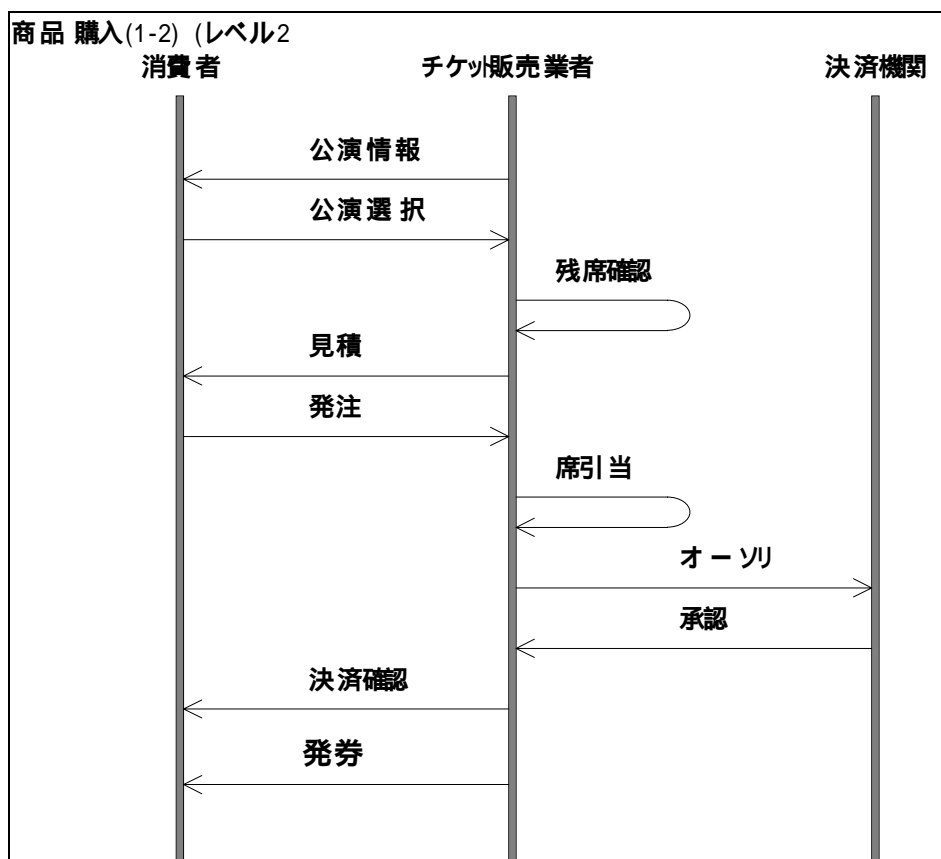 商品購入(1-2) (レベル2
消費者 チケット販売業者 決済機関
公演情報
公演選択
残席確認
見積
発注
席引当
オーソリ
承認
決済確認
発券